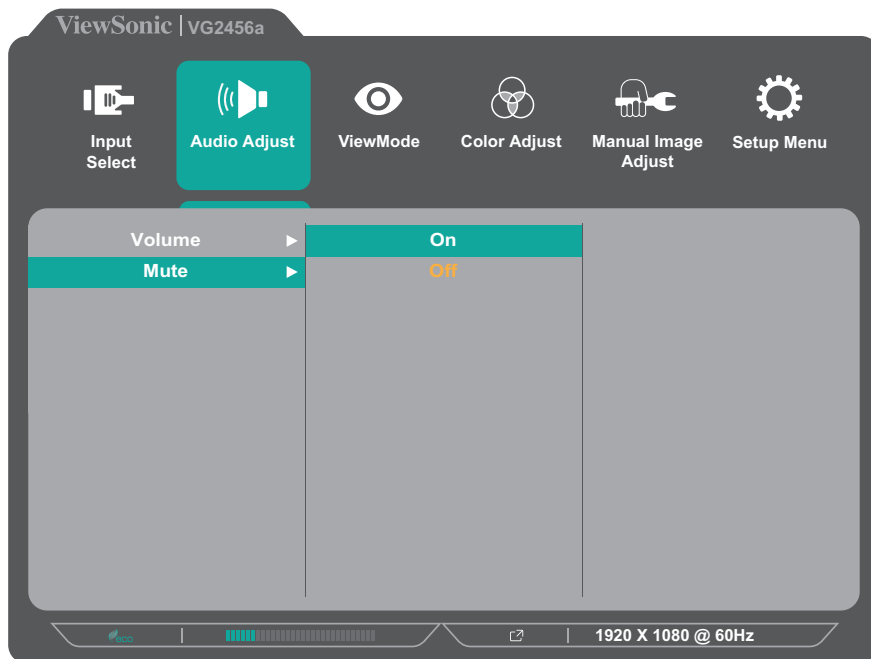 ViewSonic | VG2456a
Input Select
Audio Adjust
ViewMode
Color Adjust
Manual Image Adjust
Setup Menu
Volume
On
Mute
Off
eco
1920 X 1080 @ 60Hz